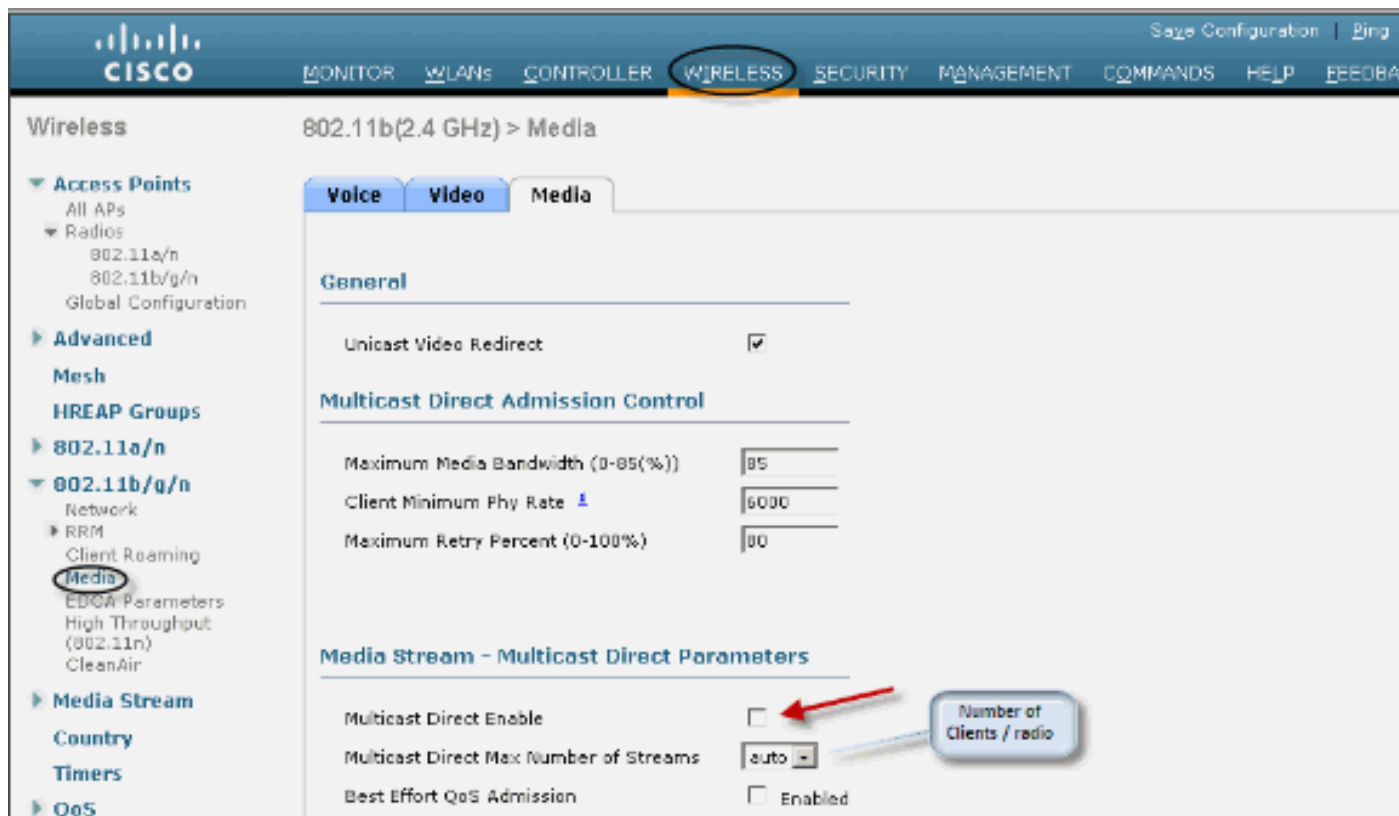 Save Configuration | Ping
CISCO
MONITOR WLANs CONTROLLER WIRELESS SECURITY MANAGEMENT COMMANDS HELP FEEDBA
Wireless
Access Points
All APs
Radios
802.11a/n
802.11b/g/n
Global Configuration
Advanced
Mesh
HREAP Groups
802.11a/n
802.11b/g/n
Network
RRM
Client Roaming
Media
EDCA Parameters
High Throughput
(802.11n)
CleanAir
Media Stream
Country
Timers
QoS
802.11b(2.4 GHz) > Media
Voice Video Media
General
Unicast Video Redirect
Multicast Direct Admission Control
Maximum Media Bandwidth (0-85(%)) 85
Client Minimum Phy Rate 6000
Maximum Retry Percent (0-100%) 80
Media Stream - Multicast Direct Parameters
Multicast Direct Enable
Multicast Direct Max Number of Streams auto
Best Effort QoS Admission Enabled
Number of
Clients / radio